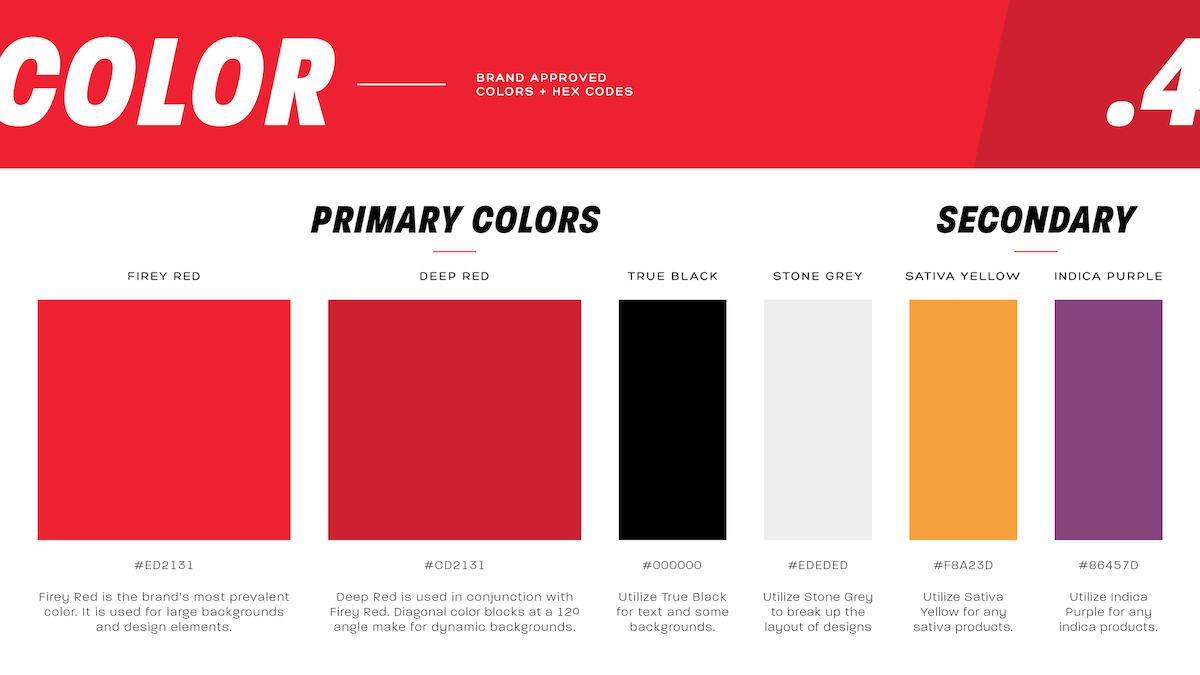 COLOR
BRAND APPROVED
COLORS + HEX CODES
.4
PRIMARY COLORS
SECONDARY
FIREY RED
DEEP RED
TRUE BLACK
STONE GREY
SATIVA YELLOW
INDICA PURPLE
#ED2131
#CD2131
#000000
#EDEDED
#F8A23D
#86457D
Firey Red is the brand's most prevalent
color. It is used for large backgrounds
and design elements.
Deep Red is used in conjunction with
Firey Red. Diagonal color blocks at a 12º
angle make for dynamic backgrounds.
Utilize True Black
for text and some
backgrounds.
Utilize Stone Grey
to break up the
layout of designs
Utilize Sativa
Yellow for any
sativa products.
Utilize Indica
Purple for any
indica products.